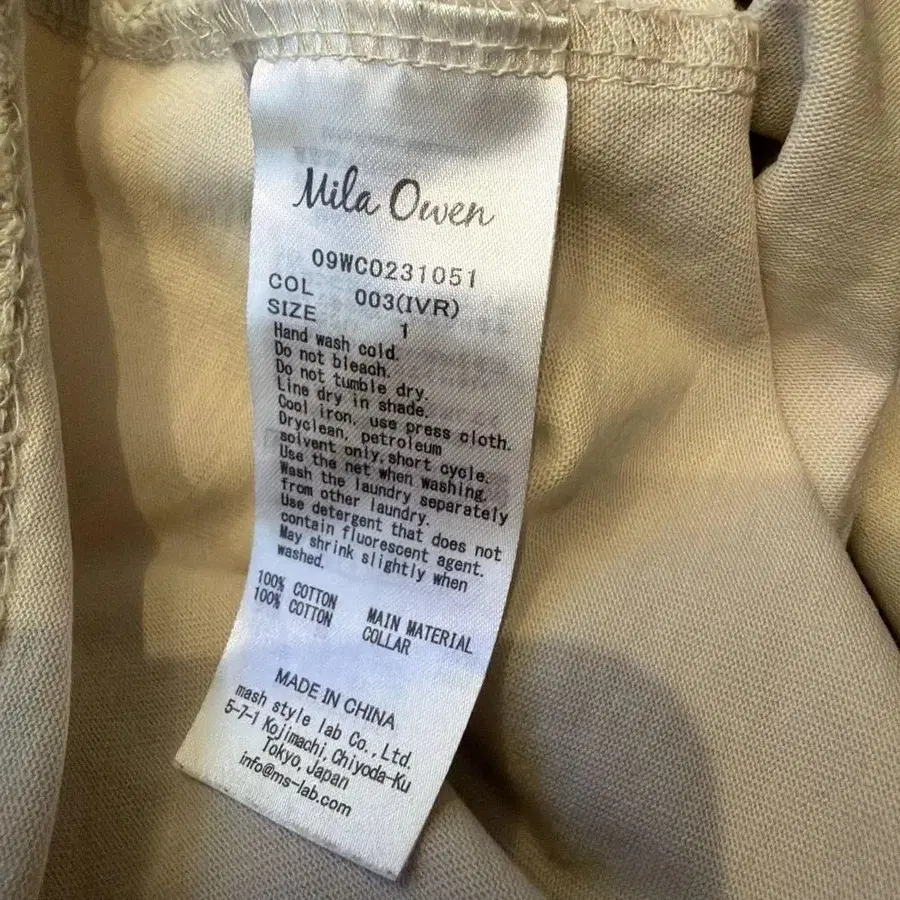 Mila Owen
09WCO231051
COL 003(IVR)
SIZE 1
Hand wash cold.
Do not bleach.
Do not tumble dry.
Line dry in shade.
Cool iron, use press cloth.
Dryclean, petroleum
solvent only,short cycle.
Use the net when washing.
Wash the laundry separately
from other laundry.
Use detergent that does not
contain fluorescent agent.
May shrink slightly when
washed.
100% COTTON MAIN MATERIAL
100% COTTON COLLAR
MADE IN CHINA
mash style lab Co.,Ltd.
5-7-1 Kojimachi,Chiyoda-Ku
Tokyo,Japan
info@ms-lab.com